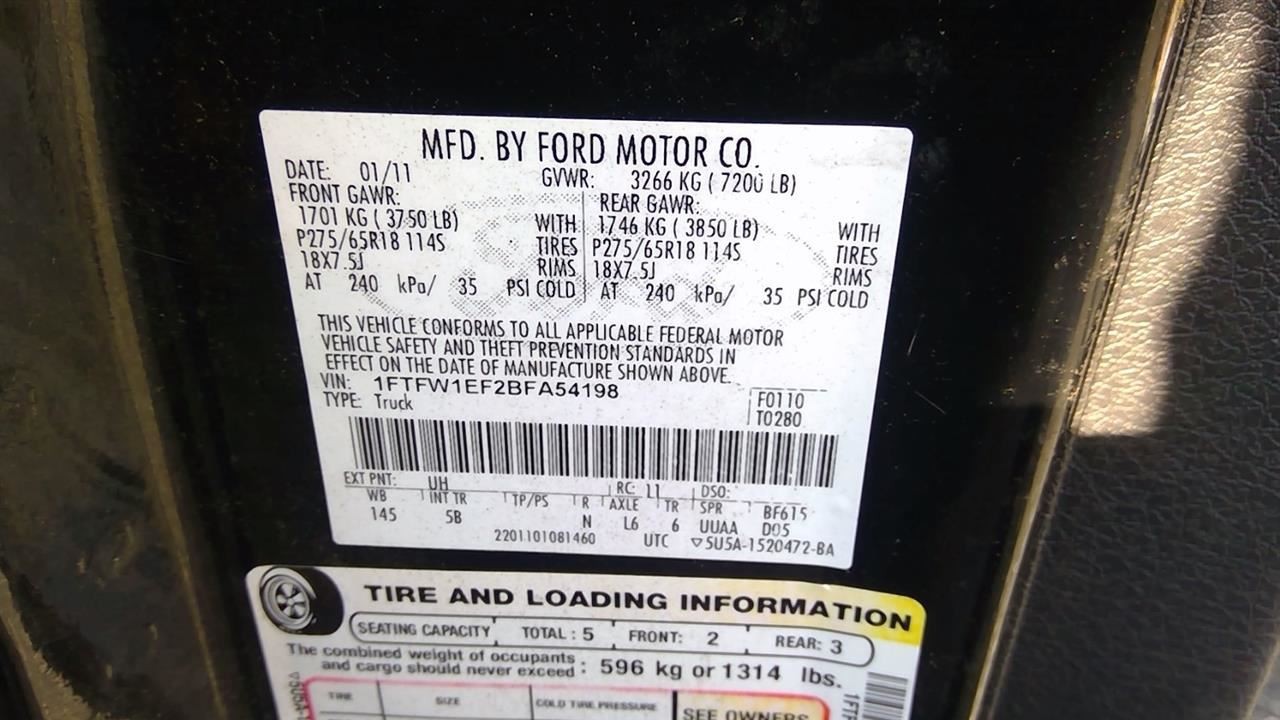 MFD. BY FORD MOTOR CO.
DATE: 01/11 GVWR: 3266 KG ( 7200 LB)
FRONT GAWR: REAR GAWR:
1701 KG ( 3750 LB) WITH 1746 KG ( 3850 LB) WITH
P275/65R18 114S TIRES P275/65R18 114S TIRES
18X7.5J RIMS 18X7.5J RIMS
AT 240 kPa/ 35 PSI COLD AT 240 kPa/ 35 PSI COLD
THIS VEHICLE CONFORMS TO ALL APPLICABLE FEDERAL MOTOR
VEHICLE SAFETY AND THEFT PREVENTION STANDARDS IN
EFFECT ON THE DATE OF MANUFACTURE SHOWN ABOVE.
VIN: 1FTFW1EF2BFA54198 F0110
TYPE: Truck T0280
EXT PNT: UH RC: 11 DSO:
WB INT TR TP/PS R AXLE TR SPR BF615
145 5B N L6 6 UUAA D05
2201101081460 UTC ▽5U5A-1520472-BA
TIRE AND LOADING INFORMATION
SEATING CAPACITY TOTAL : 5 FRONT: 2 REAR: 3
The combined weight of occupants
and cargo should never exceed : 596 kg or 1314 lbs.
TIRE SIZE COLD TIRE PRESSURE SEE OWNERS
▽5U5A-
1FTF